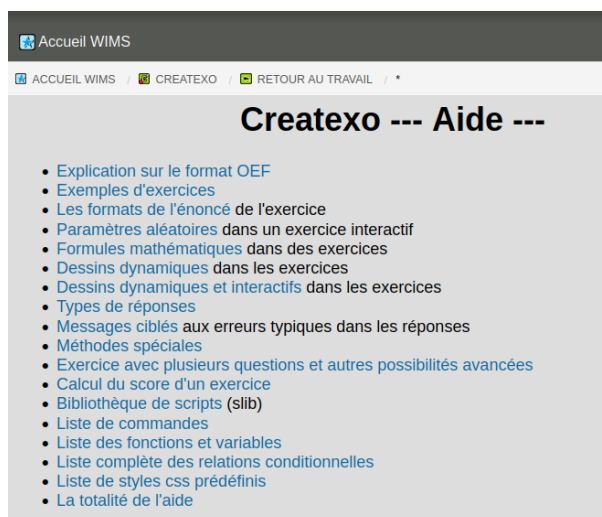 Accueil WIMS
ACCUEIL WIMS / CREATEXO / RETOUR AU TRAVAIL / *
Createxo --- Aide ---
Explication sur le format OEF
Exemples d'exercices
Les formats de l'énoncé de l'exercice
Paramètres aléatoires dans un exercice interactif
Formules mathématiques dans des exercices
Dessins dynamiques dans les exercices
Dessins dynamiques et interactifs dans les exercices
Types de réponses
Messages ciblés aux erreurs typiques dans les réponses
Méthodes spéciales
Exercice avec plusieurs questions et autres possibilités avancées
Calcul du score d'un exercice
Bibliothèque de scripts (slib)
Liste de commandes
Liste des fonctions et variables
Liste complète des relations conditionnelles
Liste de styles css prédéfinis
La totalité de l'aide